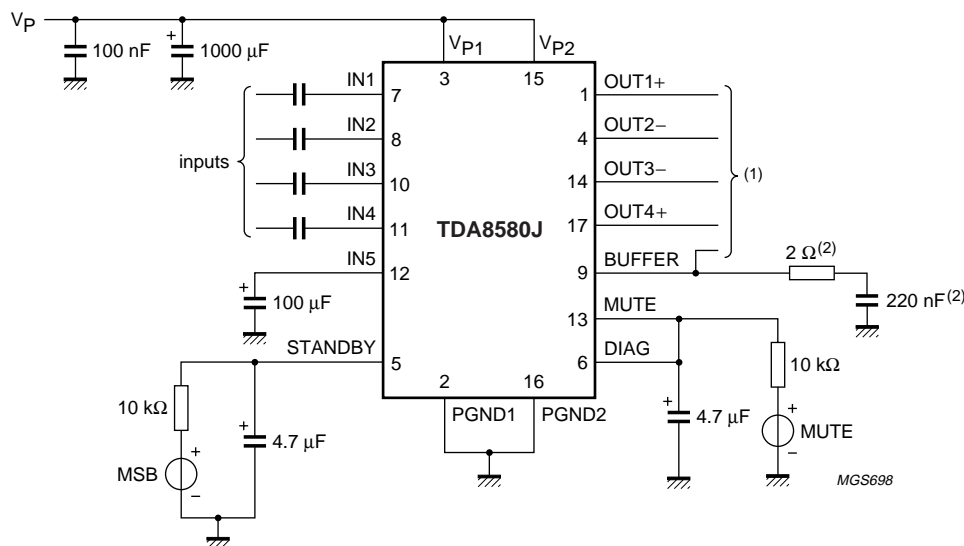 VP
100 nF
1000 μF
VP1
VP2
3
15
IN1
7
1
OUT1+
IN2
8
4
OUT2−
inputs
IN3
10
14
OUT3−
(1)
IN4
11
17
OUT4+
TDA8580J
IN5
12
9
BUFFER
2 Ω(2)
100 μF
220 nF(2)
13
MUTE
STANDBY
5
6
DIAG
10 kΩ
2
16
10 kΩ
PGND1
PGND2
4.7 μF
+
4.7 μF
+
MUTE
−
MSB
+
−
+
+
+
+
MGS698